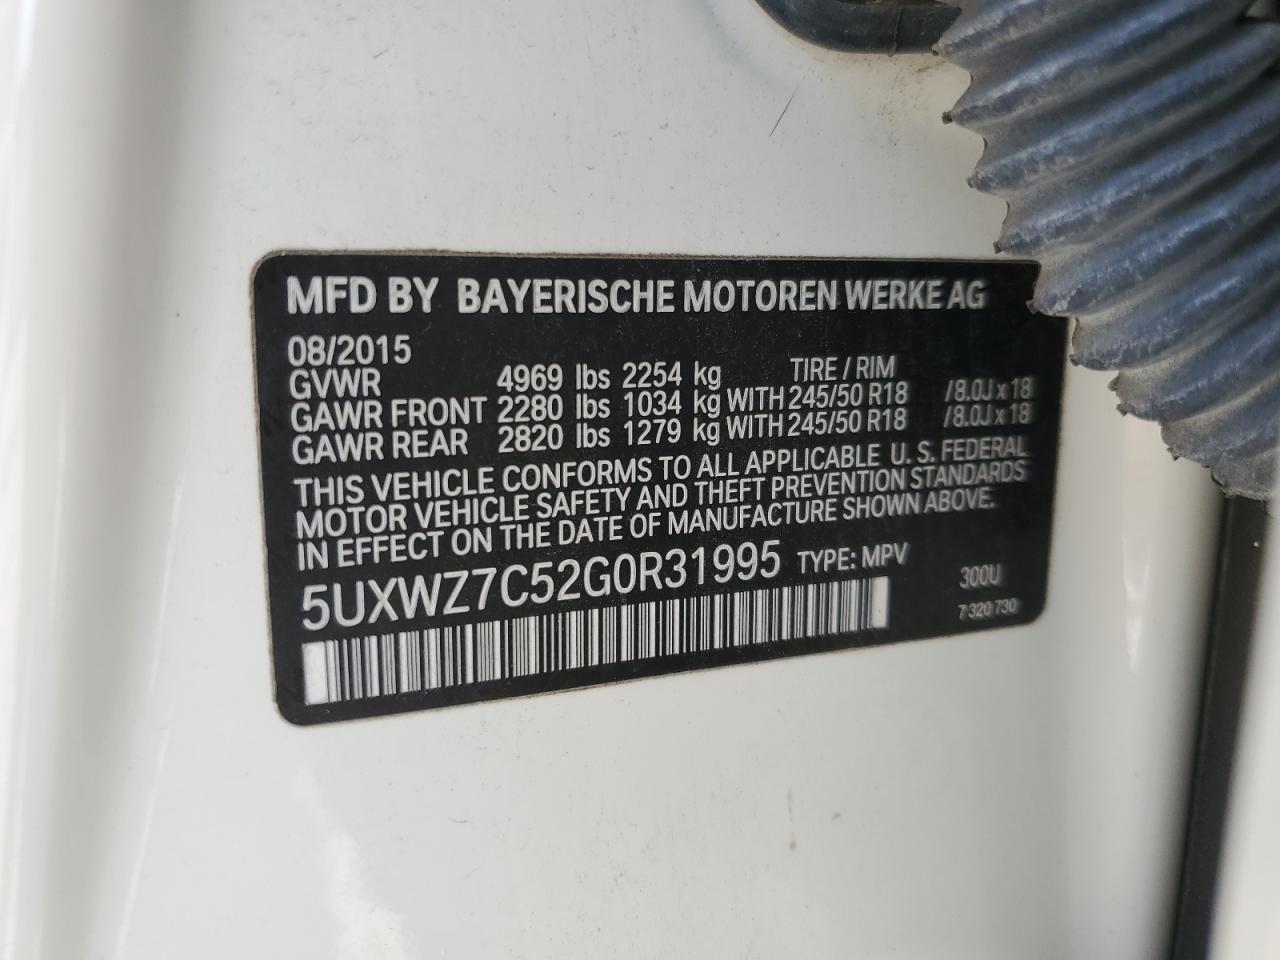 MFD BY BAYERISCHE MOTOREN WERKE AG
08/2015
GVWR 4969 lbs 2254 kg TIRE / RIM
GAWR FRONT 2280 lbs 1034 kg WITH 245/50 R18 /8.0J x 18
GAWR REAR 2820 lbs 1279 kg WITH 245/50 R18 /8.0J x 18
THIS VEHICLE CONFORMS TO ALL APPLICABLE U. S. FEDERAL
MOTOR VEHICLE SAFETY AND THEFT PREVENTION STANDARDS
IN EFFECT ON THE DATE OF MANUFACTURE SHOWN ABOVE.
5UXWZ7C52G0R31995 TYPE: MPV
300U
7 320 730